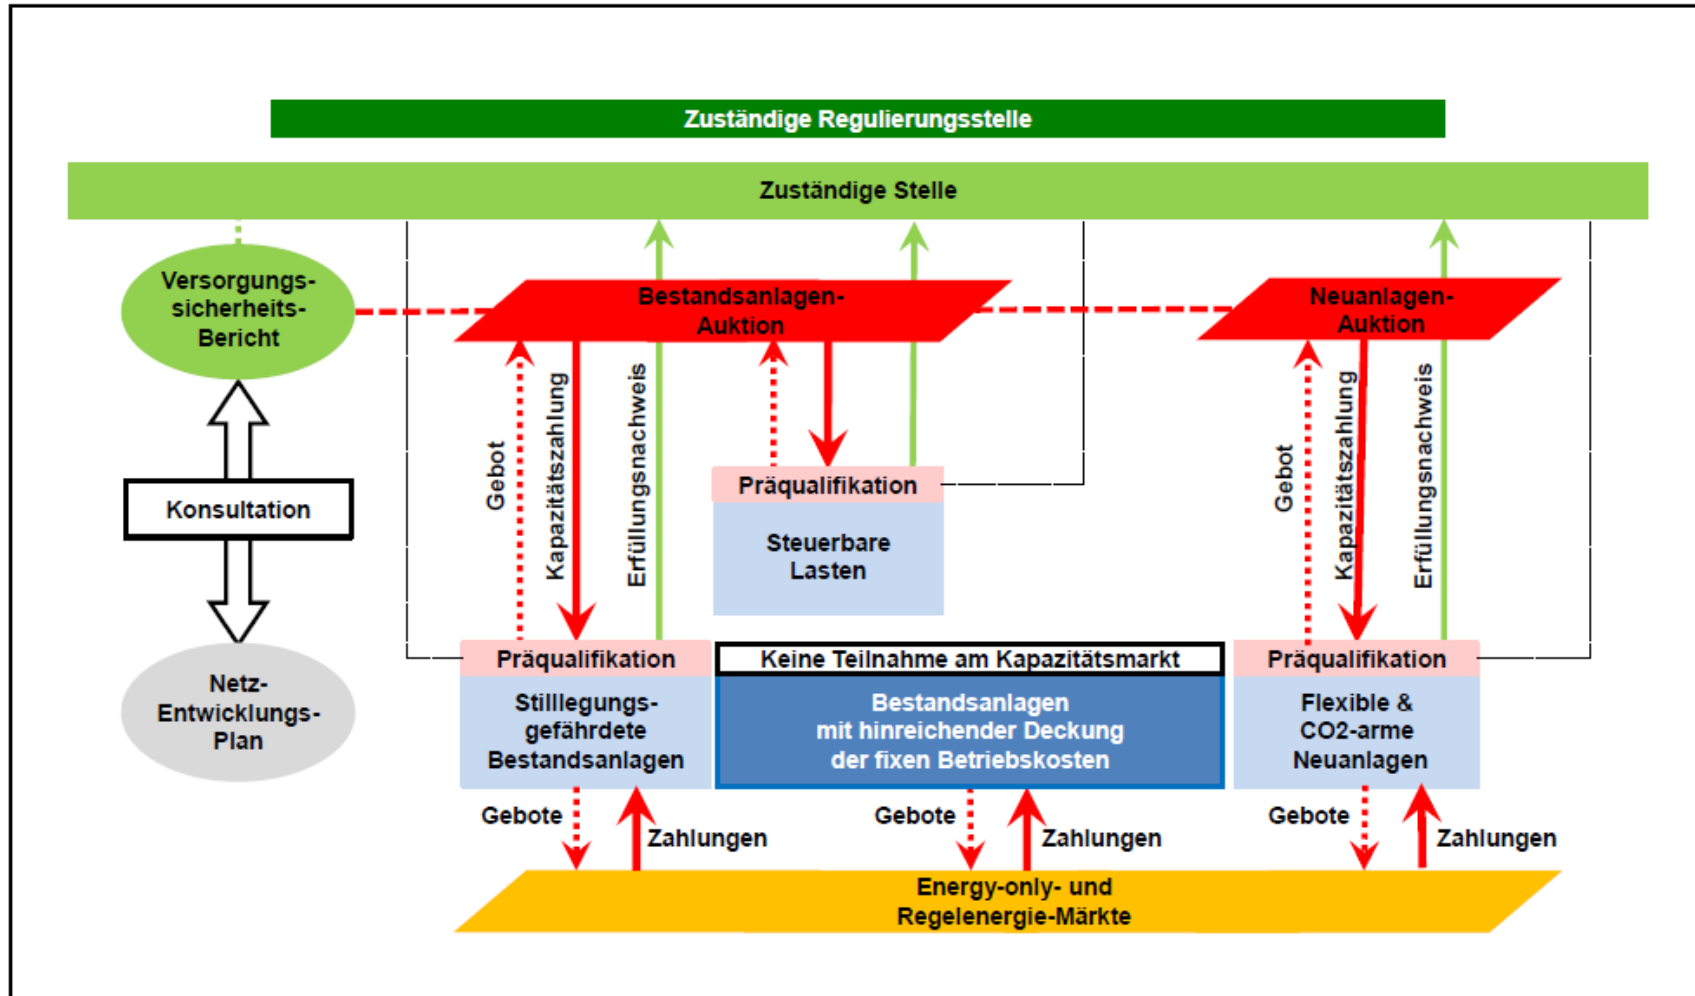 Zuständige Regulierungsstelle
Zuständige Stelle
Versorgungs-
sicherheits-
Bericht
Bestandsanlagen-
Auktion
Neuanlagen-
Auktion
Gebot
Kapazitätszahlung
Erfüllungsnachweis
Gebot
Kapazitätszahlung
Erfüllungsnachweis
Konsultation
Präqualifikation
Steuerbare
Lasten
Netz-
Entwicklungs-
Plan
Präqualifikation
Stilllegungs-
gefährdete
Bestandsanlagen
Keine Teilnahme am Kapazitätsmarkt
Bestandsanlagen
mit hinreichender Deckung
der fixen Betriebskosten
Präqualifikation
Flexible &
CO2-arme
Neuanlagen
Gebote
Zahlungen
Gebote
Zahlungen
Gebote
Zahlungen
Energy-only- und
Regelenergie-Märkte